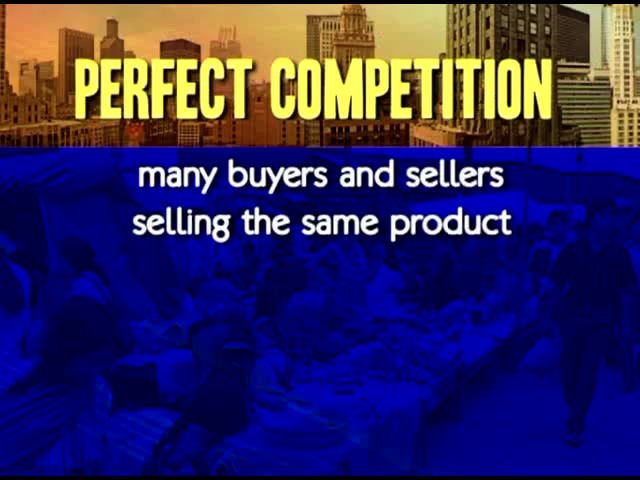 PERFECT COMPETITION
many buyers and sellers
selling the same product